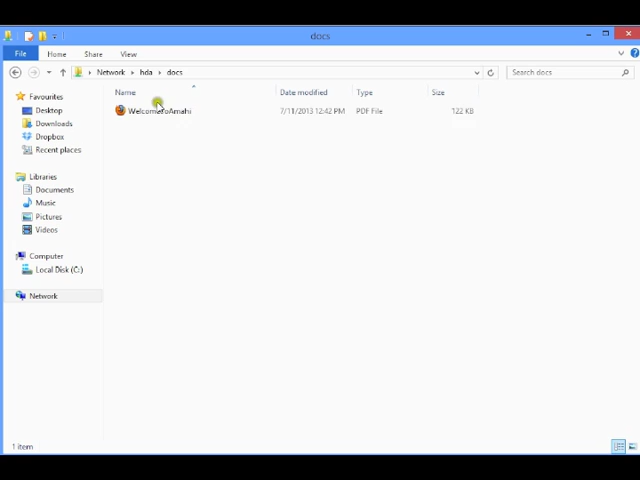 docs
File Home Share View
Network hda docs Search docs
Name Date modified Type Size
7/11/2013 12:42 PM PDF File 122 KB
Favourites
Desktop
Downloads
Dropbox
Recent places
Libraries
Documents
Music
Pictures
Videos
Computer
Local Disk (C:)
Network
1 item